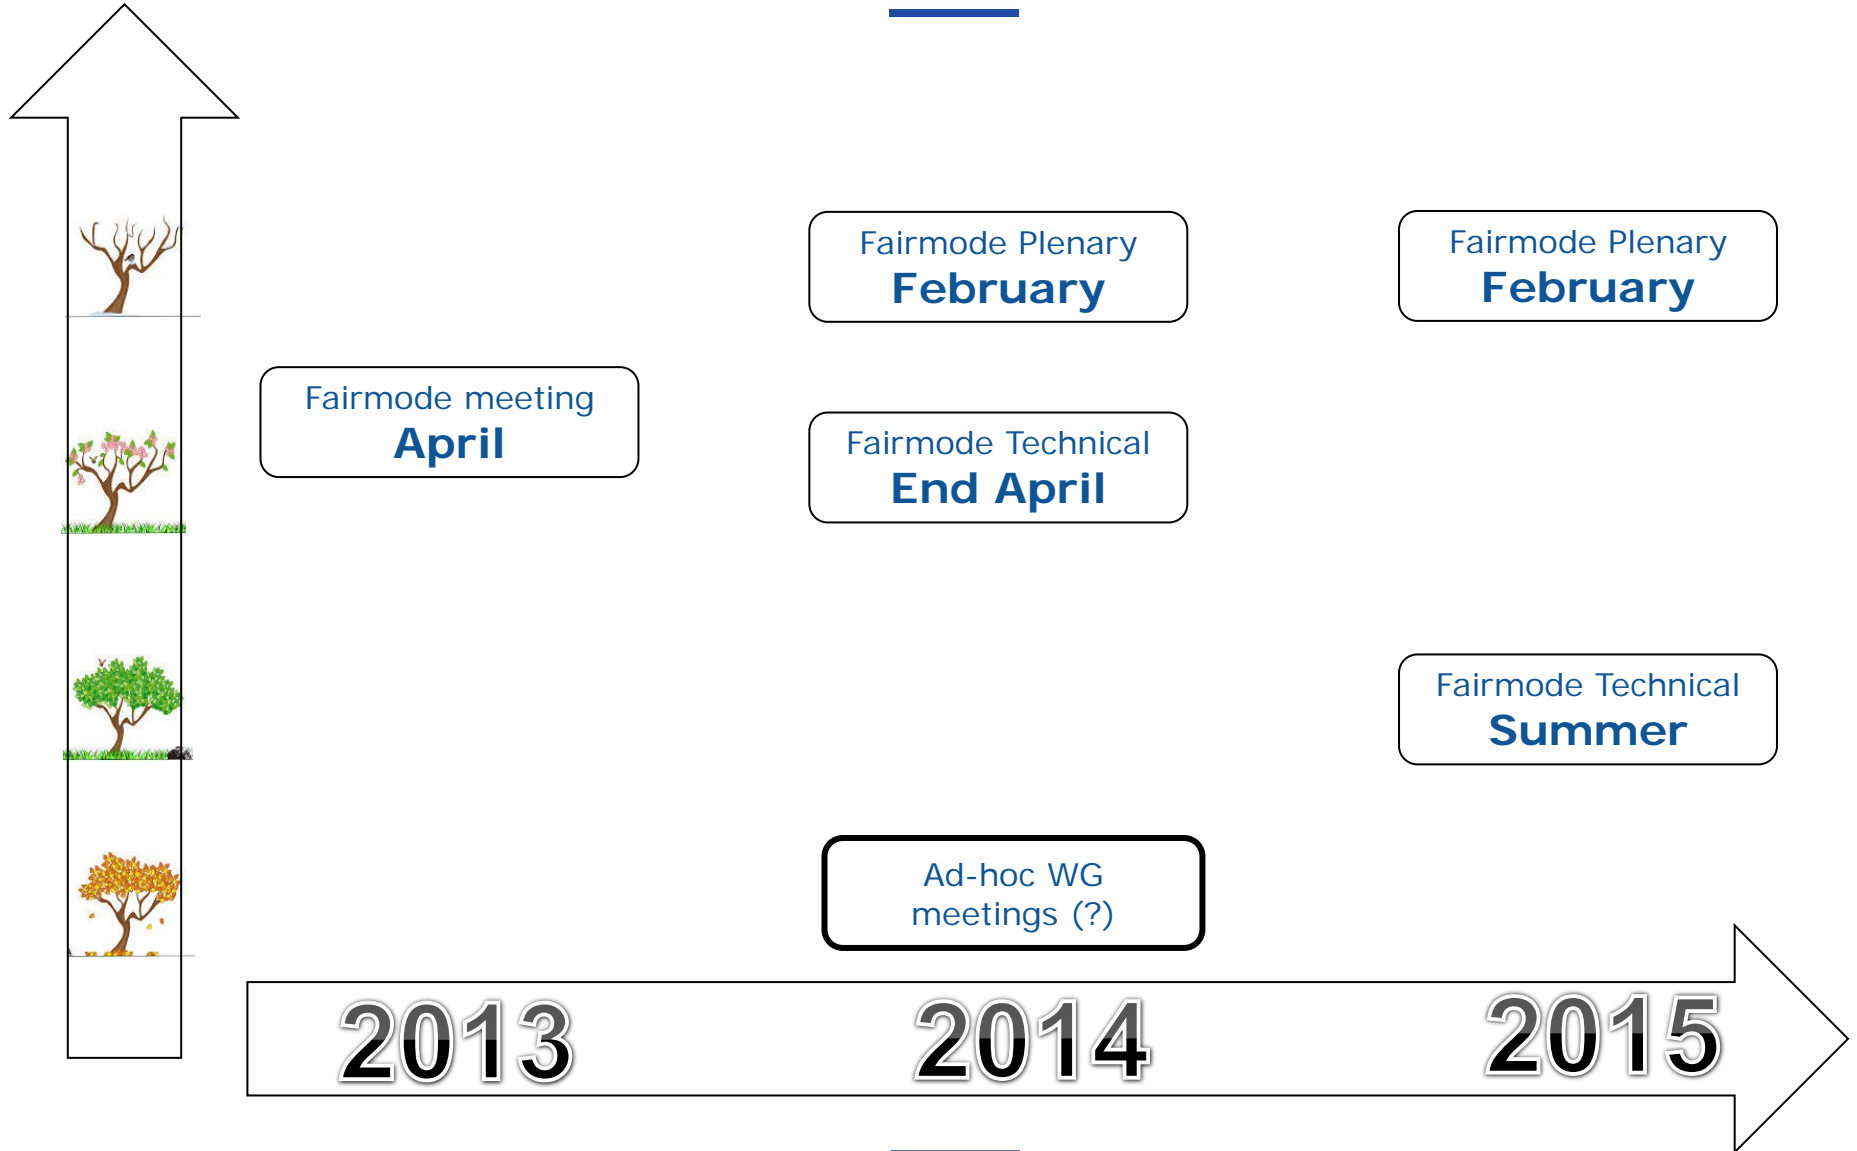 Fairmode Plenary
February
Fairmode Plenary
February
Fairmode meeting
April
Fairmode Technical
End April
Fairmode Technical
Summer
Ad-hoc WG
meetings (?)
2013
2014
2015